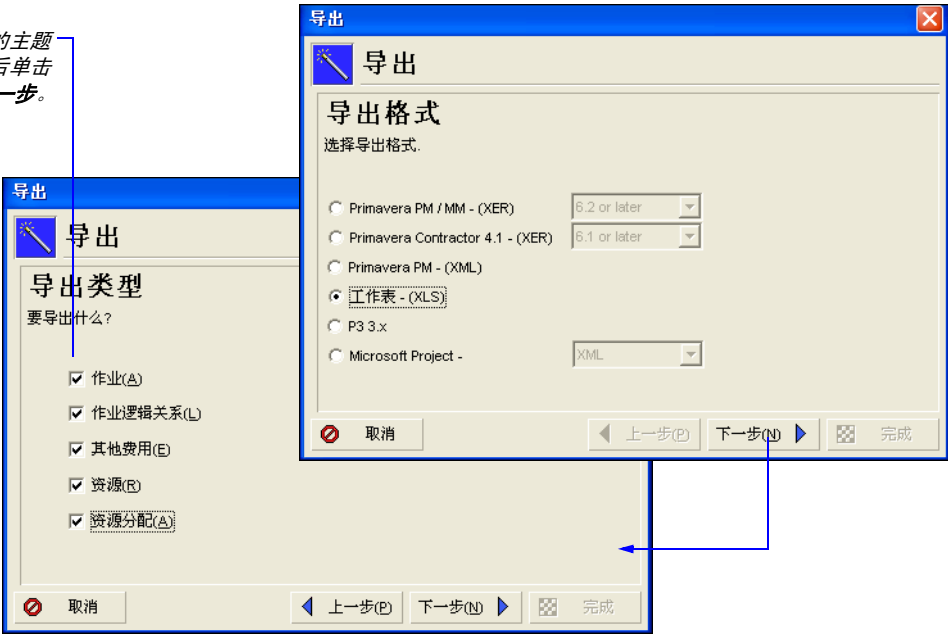 的主题
后单击
一步。
导出
导出
导出格式
选择导出格式.
Primavera PM / MM - (XER) 6.2 or later
Primavera Contractor 4.1 - (XER) 6.1 or later
Primavera PM - (XML)
工作表 - (XLS)
P3 3.x
Microsoft Project - XML
取消 上一步(P) 下一步(N) 完成
导出
导出
导出类型
要导出什么?
作业(A)
作业逻辑关系(L)
其他费用(E)
资源(R)
资源分配(A)
取消 上一步(P) 下一步(N) 完成